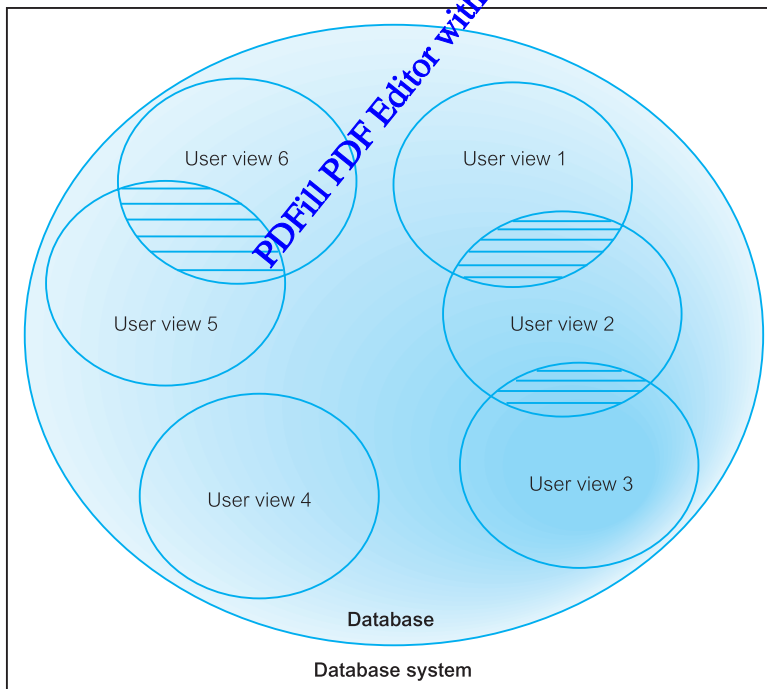 PDFill PDF Editor with
User view 6
User view 1
User view 5
User view 2
User view 4
User view 3
Database
Database system